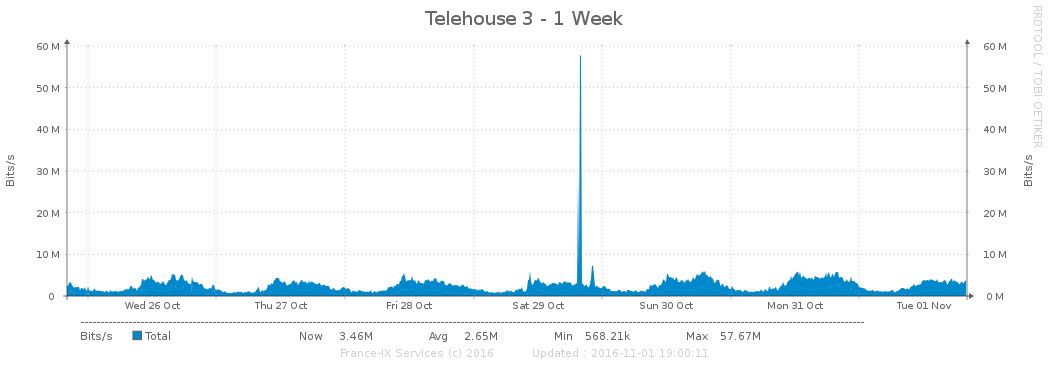 Telehouse 3 - 1 Week
RRDTOOL / TOBI OETIKER
Bits/s
Bits/s
60 M 60 M
50 M 50 M
40 M 40 M
30 M 30 M
20 M 20 M
10 M 10 M
0 0 M
Wed 26 Oct Thu 27 Oct Fri 28 Oct Sat 29 Oct Sun 30 Oct Mon 31 Oct Tue 01 Nov
Bits/s Total Now 3.46M Avg 2.65M Min 568.21k Max 57.67M
France-IX Services (c) 2016 Updated : 2016-11-01 19:00:11